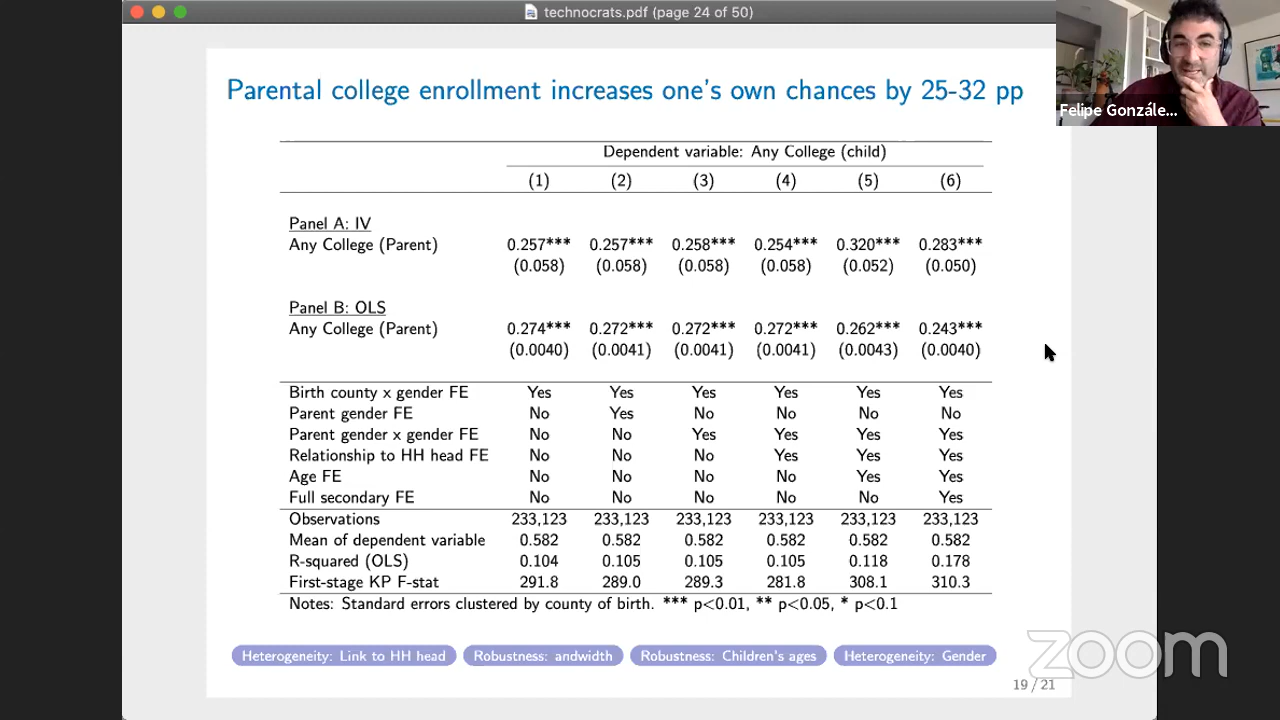 technocrats.pdf (page 24 of 50)
Felipe Gonzále...
Parental college enrollment increases one's own chances by 25-32 pp
Dependent variable: Any College (child)
(1) (2) (3) (4) (5) (6)
Panel A: IV
Any College (Parent) 0.257*** 0.257*** 0.258*** 0.254*** 0.320*** 0.283***
(0.058) (0.058) (0.058) (0.058) (0.052) (0.050)
Panel B: OLS
Any College (Parent) 0.274*** 0.272*** 0.272*** 0.272*** 0.262*** 0.243***
(0.0040) (0.0041) (0.0041) (0.0041) (0.0043) (0.0040)
Birth county x gender FE Yes Yes Yes Yes Yes Yes
Parent gender FE No Yes No No No No
Parent gender x gender FE No No Yes Yes Yes Yes
Relationship to HH head FE No No No Yes Yes Yes
Age FE No No No No Yes Yes
Full secondary FE No No No No No Yes
Observations 233,123 233,123 233,123 233,123 233,123 233,123
Mean of dependent variable 0.582 0.582 0.582 0.582 0.582 0.582
R-squared (OLS) 0.104 0.105 0.105 0.105 0.118 0.178
First-stage KP F-stat 291.8 289.0 289.3 281.8 308.1 310.3
Notes: Standard errors clustered by county of birth. *** p<0.01, ** p<0.05, * p<0.1
Heterogeneity: Link to HH head Robustness: andwidth Robustness: Children's ages Heterogeneity: Gender
zoom
19 / 21